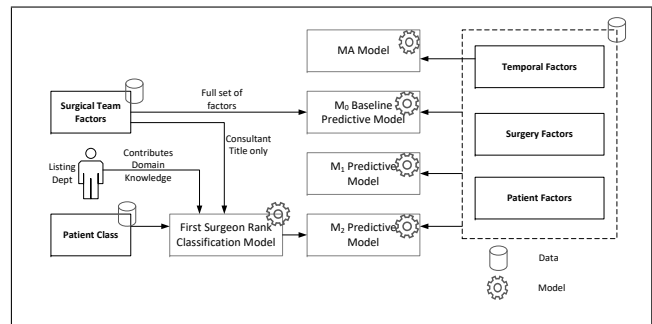 MA Model
Temporal Factors
Surgical Team
Factors
Full set of
factors
M0 Baseline
Predictive Model
Surgery Factors
Consultant
Title only
Listing
Dept
Contributes
Domain
Knowledge
M1 Predictive
Model
Patient Factors
Patient Class
First Surgeon Rank
Classification Model
M2 Predictive
Model
Data
Model